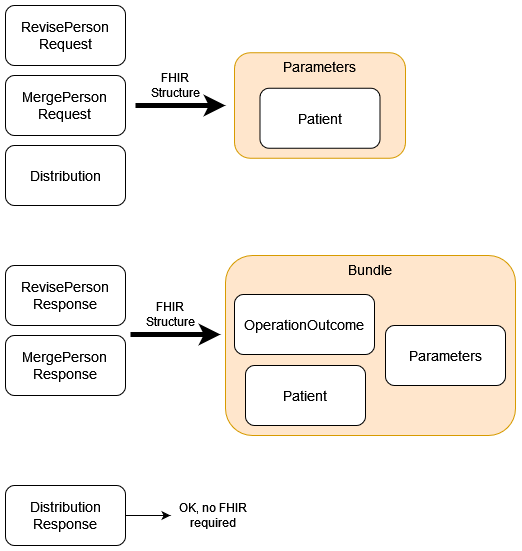 RevisePerson
Request
MergePerson
Request
Distribution
FHIR
Structure
Parameters
Patient
RevisePerson
Response
MergePerson
Response
FHIR
Structure
Bundle
OperationOutcome
Parameters
Patient
Distribution
Response
OK, no FHIR
required